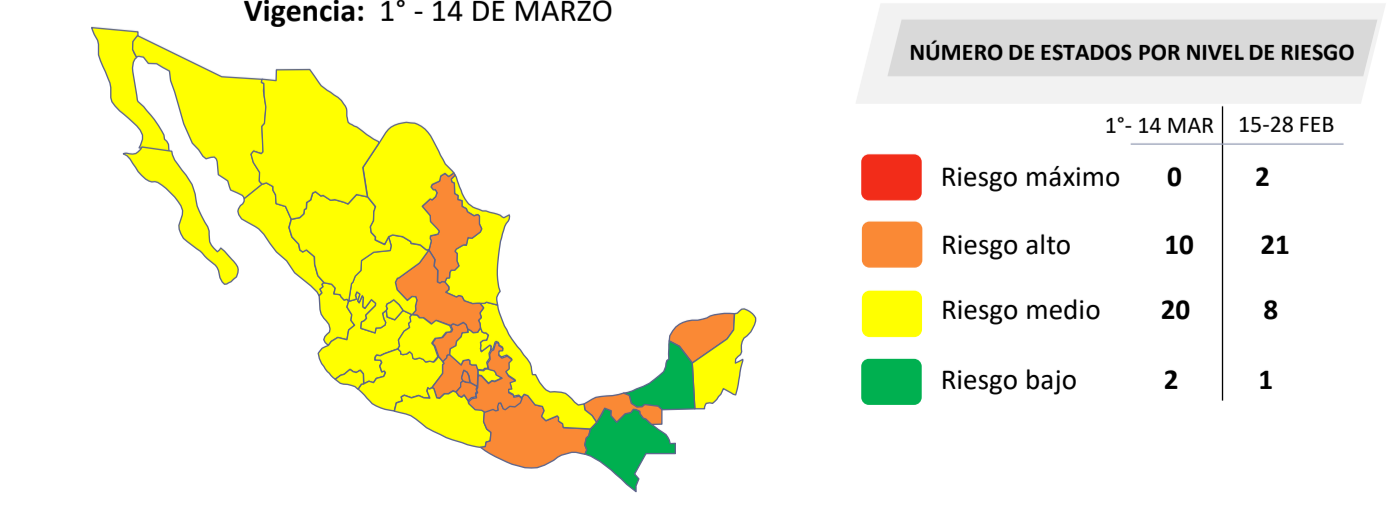 Vigencia: 1° - 14 DE MARZO
NÚMERO DE ESTADOS POR NIVEL DE RIESGO
1°- 14 MAR 15-28 FEB
Riesgo máximo 0 2
Riesgo alto 10 21
Riesgo medio 20 8
Riesgo bajo 2 1